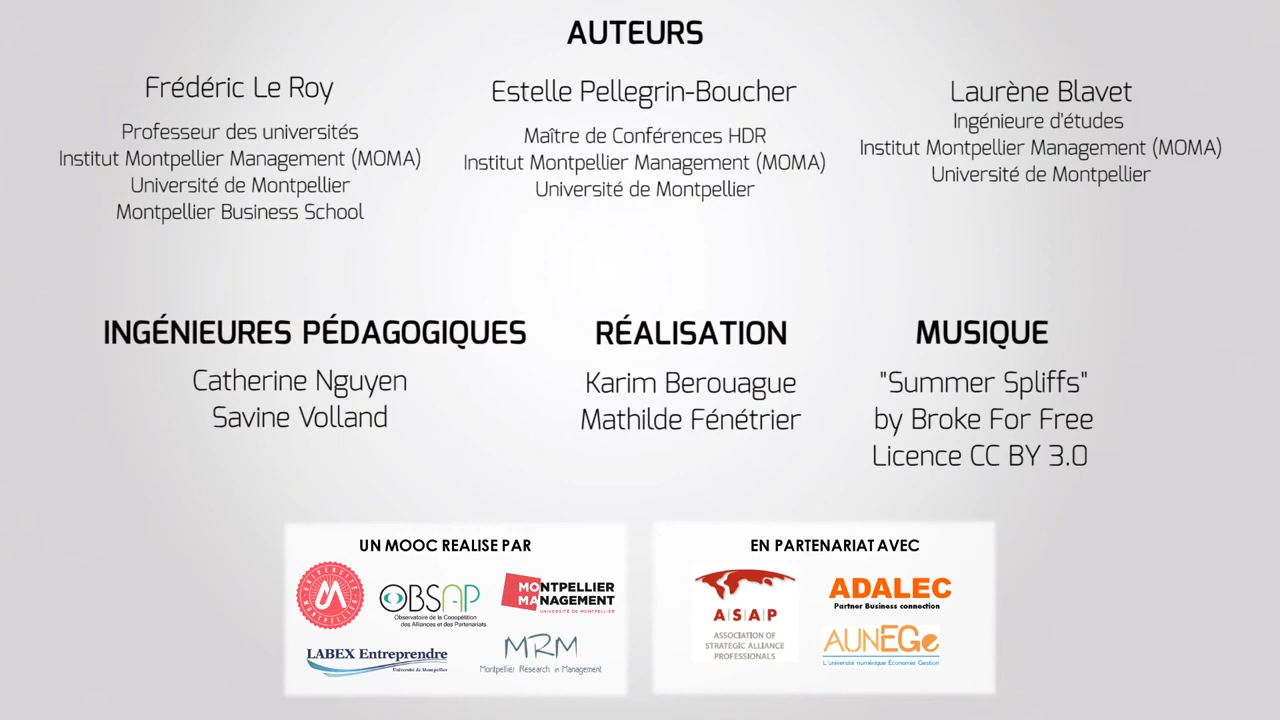 AUTEURS
Frédéric Le Roy
Professeur des universités
Institut Montpellier Management (MOMA)
Université de Montpellier
Montpellier Business School
Estelle Pellegrin-Boucher
Maître de Conférences HDR
Institut Montpellier Management (MOMA)
Université de Montpellier
Laurène Blavet
Ingénieure d'études
Institut Montpellier Management (MOMA)
Université de Montpellier
INGÉNIEURES PÉDAGOGIQUES
Catherine Nguyen
Savine Volland
RÉALISATION
Karim Berouague
Mathilde Fénétrier
MUSIQUE
"Summer Spliffs"
by Broke For Free
Licence CC BY 3.0
UN MOOC REALISE PAR
UNIVERSITÉ
MONTPELLIER
OBSAP
Observatoire de la Coopétition
des Alliances et des Partenariats
MONTPELLIER
MANAGEMENT
UNIVERSITÉ DE MONTPELLIER
LABEX Entreprendre
Université de Montpellier
MRM
Montpellier Research in Management
EN PARTENARIAT AVEC
A|S|A|P
ASSOCIATION OF
STRATEGIC ALLIANCE
PROFESSIONALS
ADALEC
Partner Business connection
AUNEGe
L'université numérique Economie Gestion